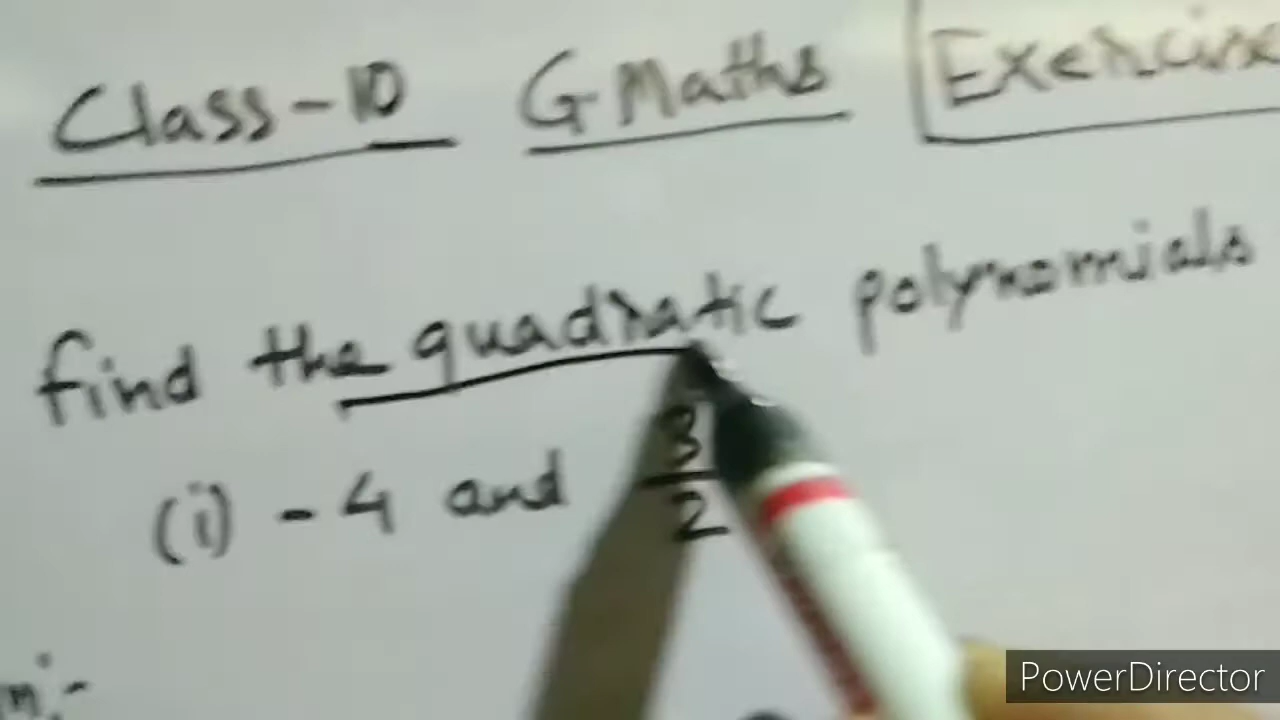 Class-10 G Maths Exercise
find the quadratic polynomials
(i) - 4 and 3/2
PowerDirector